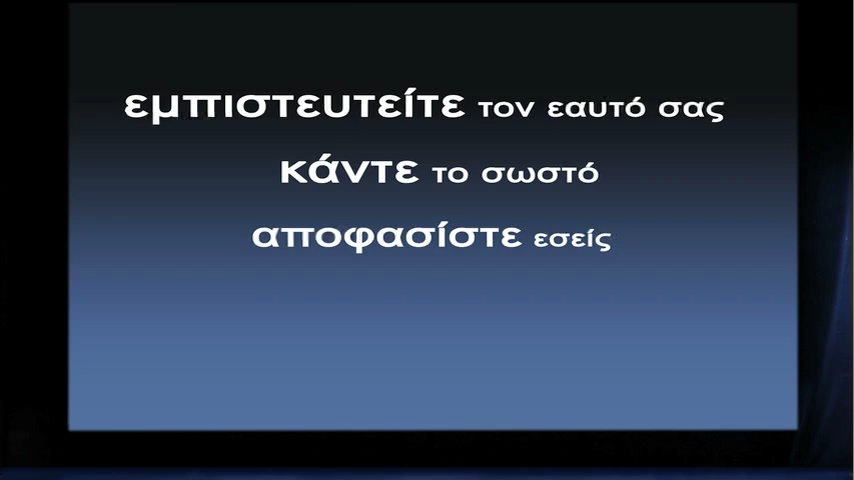 εμπιστευτείτε τον εαυτό σας
κάντε το σωστό
αποφασίστε εσείς